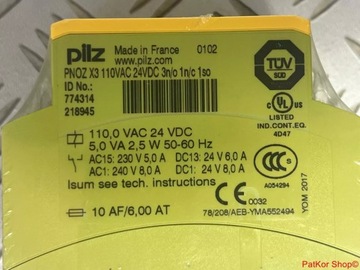 pilz
Made in France 0102
www.pilz.com
PNOZ X3 110VAC 24VDC 3n/o 1n/c 1so
ID No.:
774314
218945
TÜV
SÜD
UL
C US
LISTED
IND.CONT.EQ.
4D47
110,0 VAC 24 VDC
5,0 VA 2,5 W 50-60 Hz
AC15: 230 V 5,0 A DC13: 24 V 6,0 A
AC1: 240 V 8,0 A DC1: 24 V 8,0 A
Isum see tech. instructions
CCC
A054294
10 AF/6,00 AT
CE
0032
78/208/AEB-YMA552494
YOM 2017
PatKor Shop©